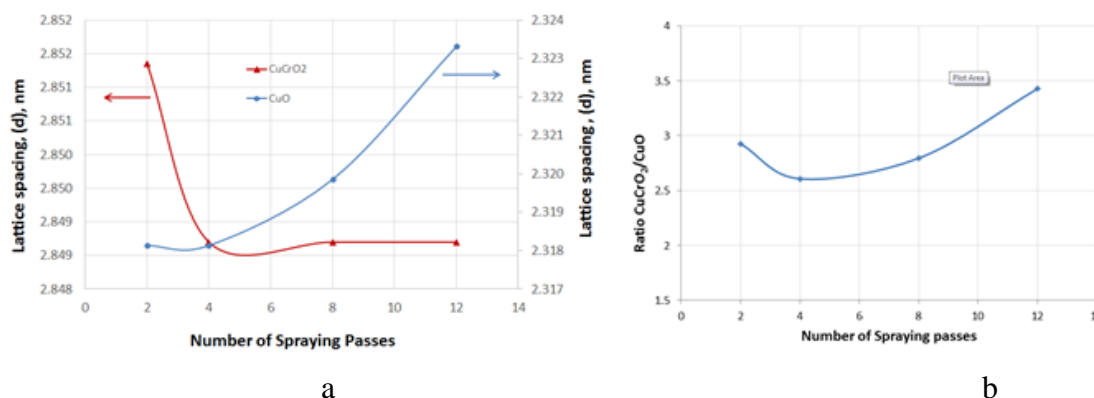 2.852
2.852
2.851
2.851
2.850
2.850
2.849
2.849
2.848
Lattice spacing, (d), nm
CuCrO2
CuO
2.324
2.323
2.322
2.321
2.320
2.319
2.318
2.317
Lattice spacing, (d), nm
0 2 4 6 8 10 12 14
Number of Spraying Passes
a
4
3.5
3
2.5
2
1.5
Ratio CuCrO₂/CuO
Plot Area
0 2 4 6 8 10 12
Number of Spraying passes
b